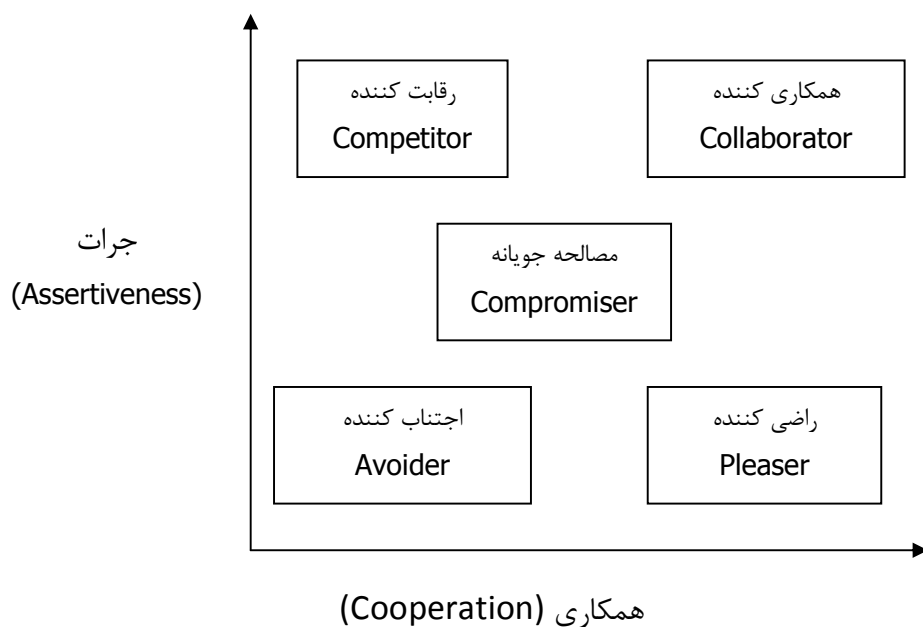 رقابت کننده
Competitor
همکاری کننده
Collaborator
جرات
(Assertiveness)
مصالحه جویانه
Compromiser
اجتناب کننده
Avoider
راضی کننده
Pleaser
همکاری (Cooperation)